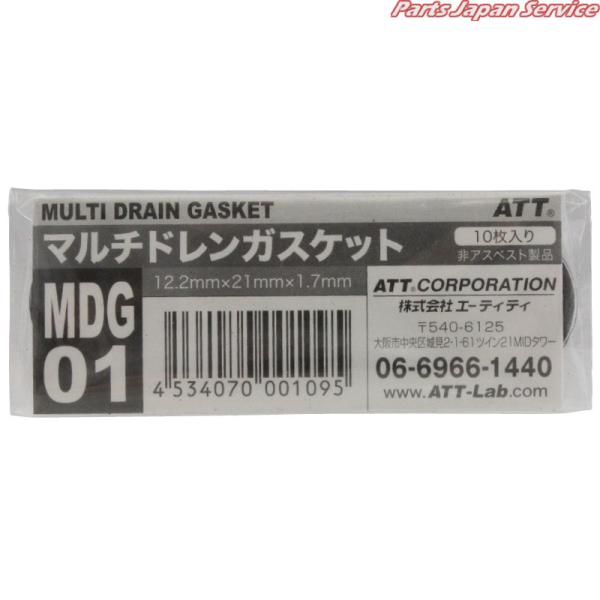 Parts Japan Service
MULTI DRAIN GASKET
ATT®
マルチドレンガスケット
10枚入り
非アスベスト製品
12.2mm×21mm×1.7mm
MDG
01
4 534070 001095
ATT.CORPORATION
株式会社 エーティティ
〒540-6125
大阪市中央区城見2-1-61ツイン21MIDタワー
06-6966-1440
www.ATT-Lab.com